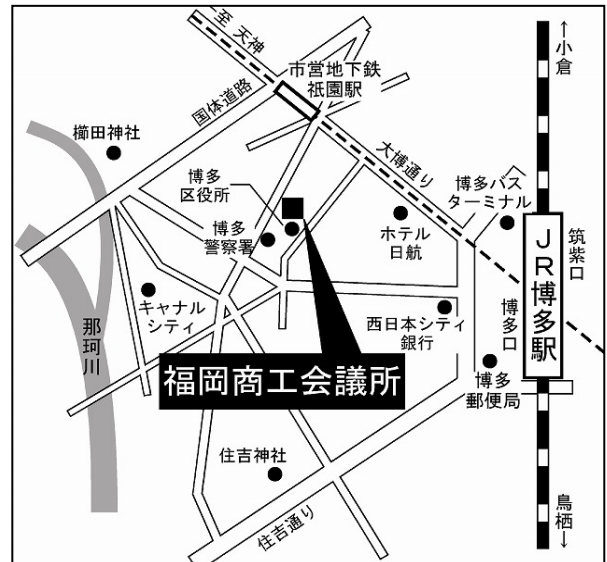 ←至 天神
市営地下鉄
祇園駅
↑
小倉
国体道路
櫛田神社
大博通り
博多
区役所
博多バス
ターミナル
博多
警察署
ホテル
日航
筑紫口
JR博多駅
キャナル
シティ
那珂川
西日本シティ
銀行
博多口
福岡商工会議所
博多
郵便局
住吉神社
住吉通り
鳥栖
↓